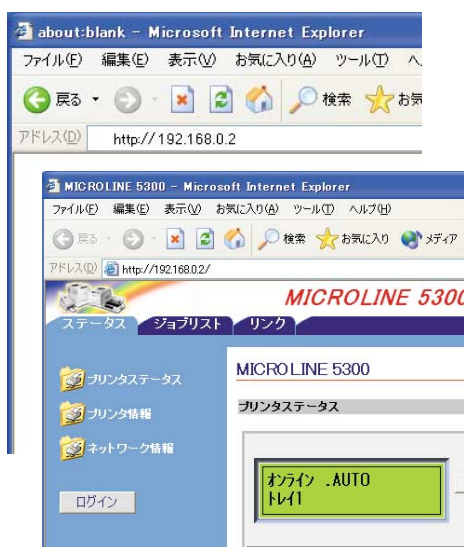 about:blank - Microsoft Internet Explorer
ファイル(F) 編集(E) 表示(V) お気に入り(A) ツール(T)
戻る 検索 お気
アドレス(D) http://192.168.0.2
MICROLINE 5300 - Microsoft Internet Explorer
ファイル(F) 編集(E) 表示(V) お気に入り(A) ツール(T) ヘルプ(H)
戻る 検索 お気に入り メディア
アドレス(D) http://192.168.0.2/
MICROLINE 5300
ステータス ジョブリスト リンク
プリンタステータス
プリンタ情報
ネットワーク情報
ログイン
MICROLINE 5300
プリンタステータス
オンライン .AUTO
トレイ1